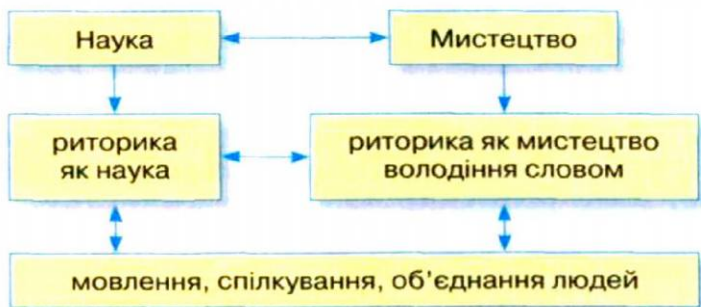 Наука
Мистецтво
риторика
як наука
риторика як мистецтво
володіння словом
мовлення, спілкування, об’єднання людей